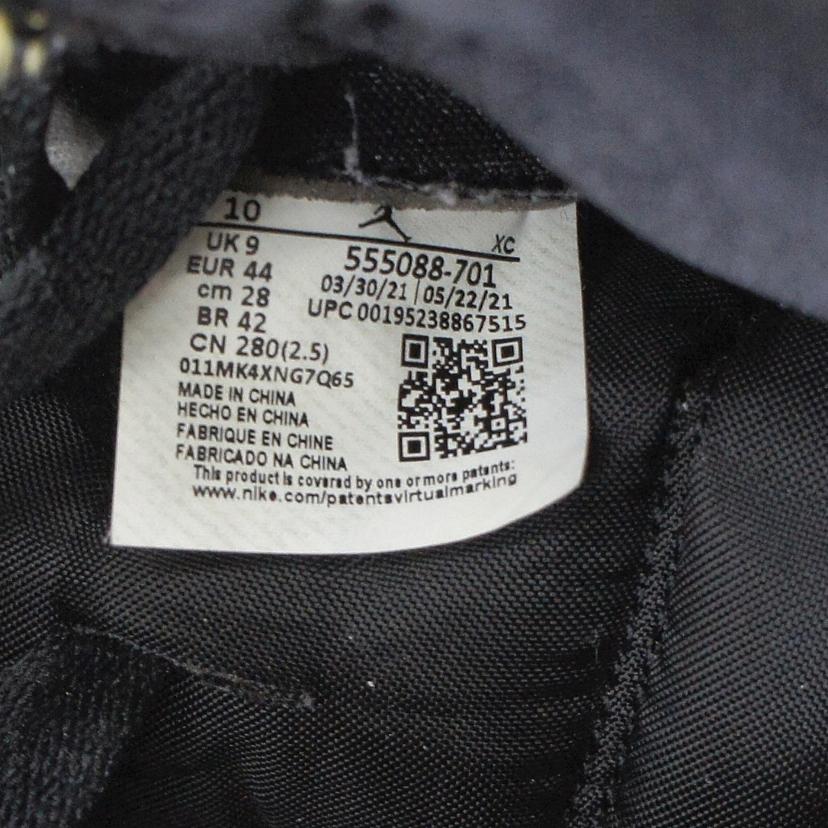 10
XC
UK 9
EUR 44
cm 28
BR 42
CN 280(2.5)
011MK4XNG7Q65
555088-701
03/30/21 | 05/22/21
UPC 00195238867515
MADE IN CHINA
HECHO EN CHINA
FABRIQUE EN CHINE
FABRICADO NA CHINA
This product is covered by one or more patents:
www.nike.com/patentsvirtualmarking